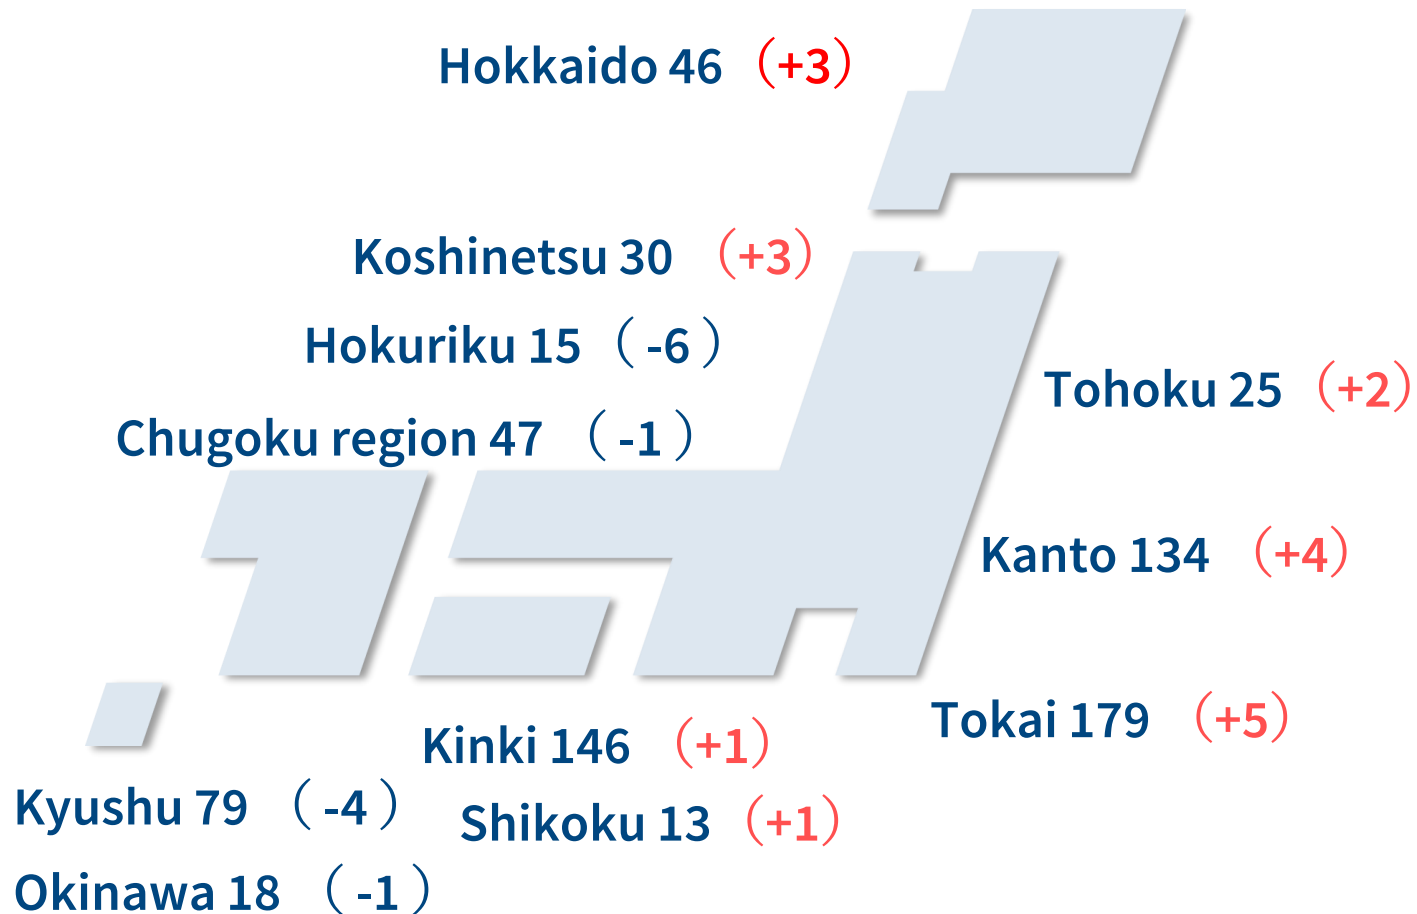 Hokkaido 46（+3）
Koshinetsu 30（+3）
Hokuriku 15（ -6 ）
Tohoku 25（+2）
Chugoku region 47（ -1 ）
Kanto 134（+4）
Tokai 179（+5）
Kinki 146（+1）
Kyushu 79（ -4 ）
Shikoku 13（+1）
Okinawa 18（ -1 ）